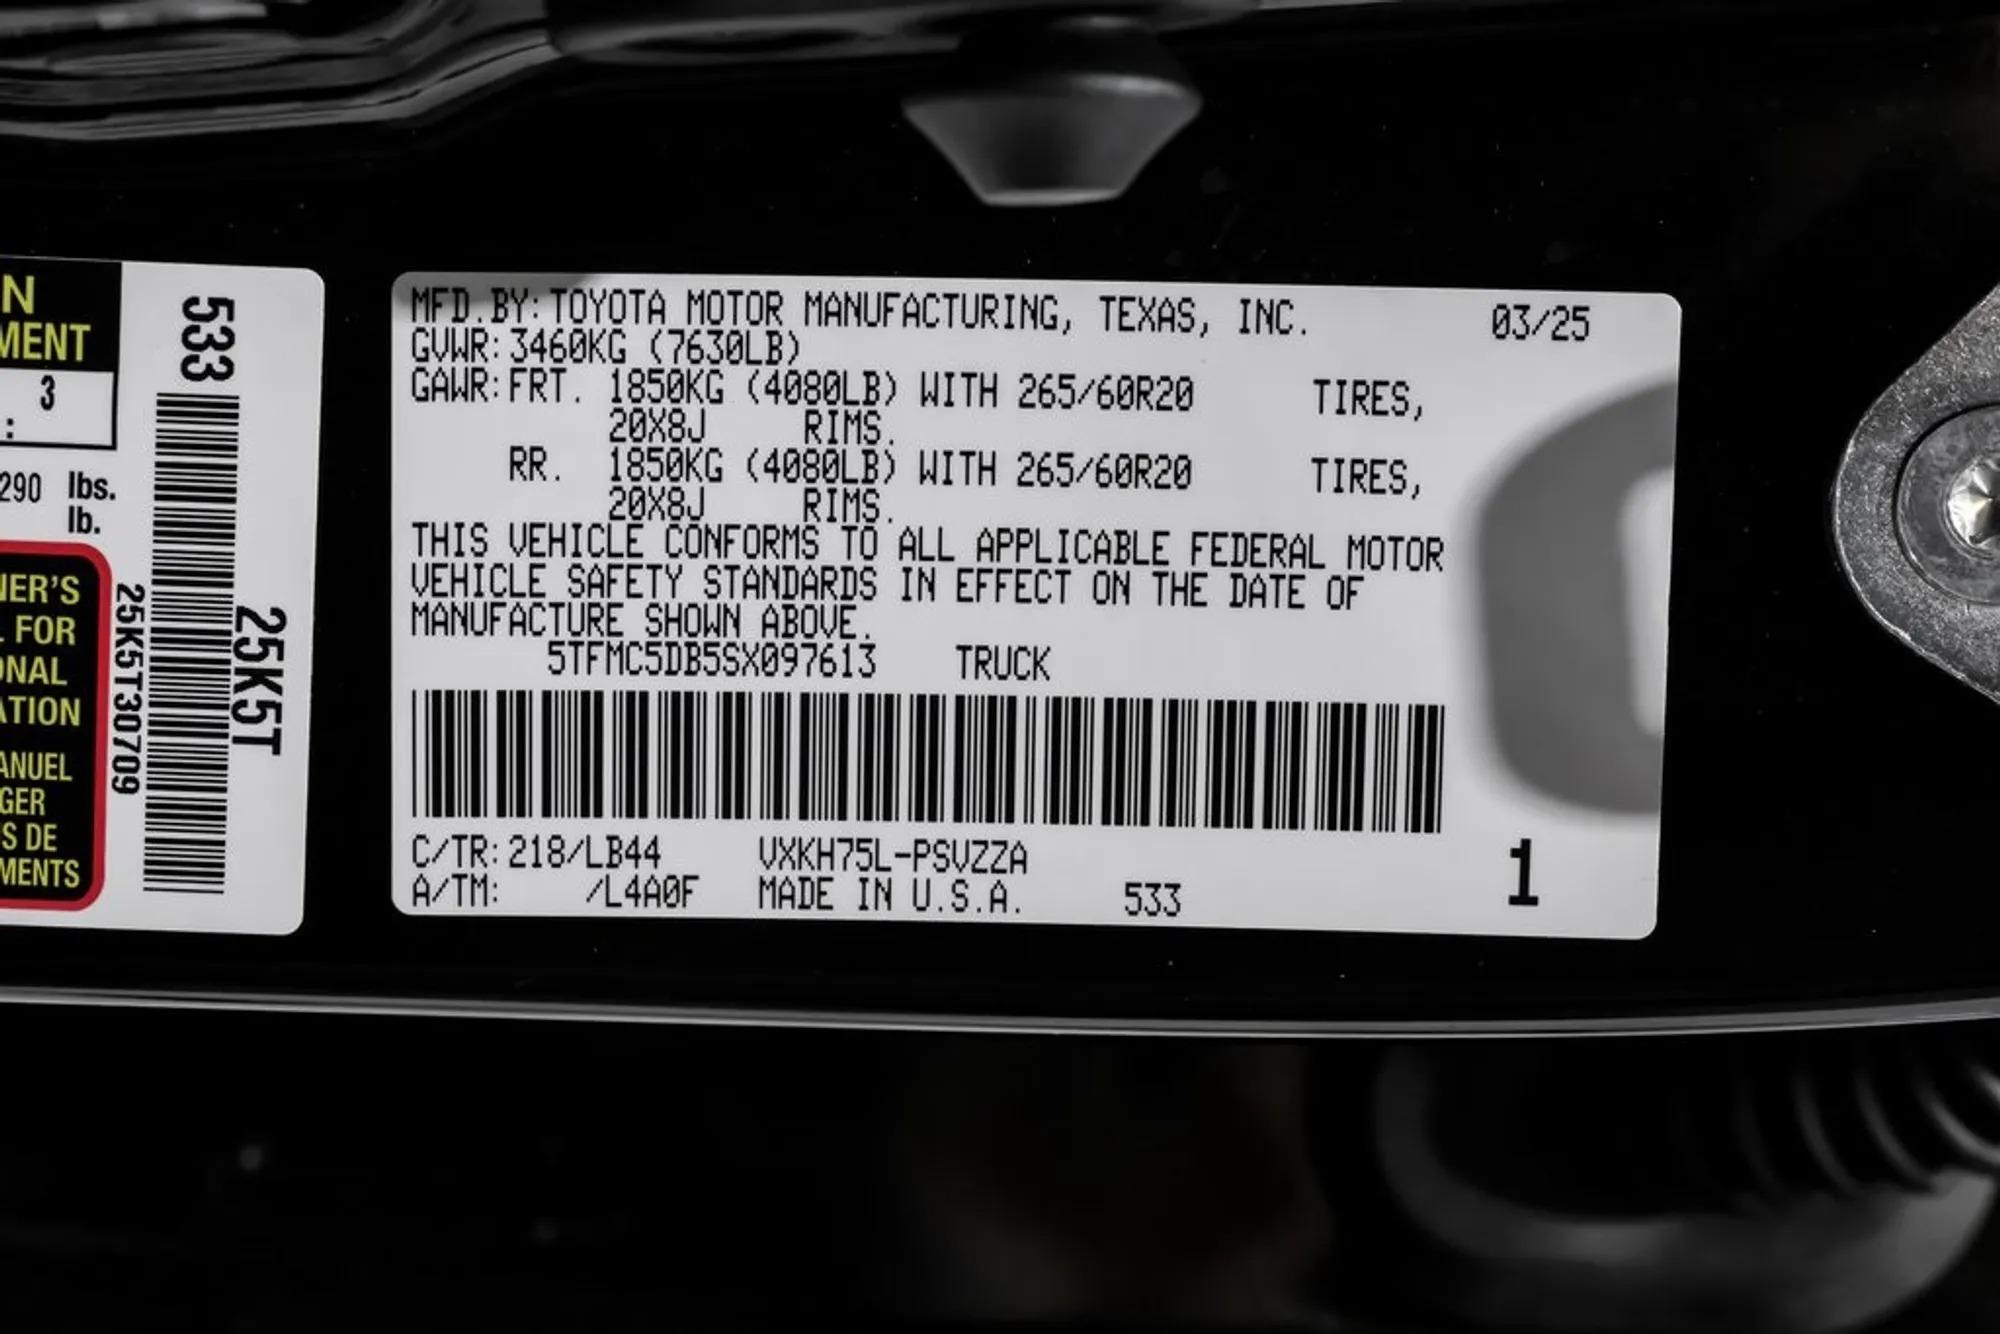 N
MENT
3
:
290 lbs.
lb.
NER'S
FOR
ONAL
ATION
ANUEL
GER
S DE
MENTS
533
25K5T30709
25K5T
MFD.BY:TOYOTA MOTOR MANUFACTURING, TEXAS, INC. 03/25
GVWR:3460KG (7630LB)
GAWR:FRT. 1850KG (4080LB) WITH 265/60R20 TIRES,
20X8J RIMS.
RR. 1850KG (4080LB) WITH 265/60R20 TIRES,
20X8J RIMS.
THIS VEHICLE CONFORMS TO ALL APPLICABLE FEDERAL MOTOR
VEHICLE SAFETY STANDARDS IN EFFECT ON THE DATE OF
MANUFACTURE SHOWN ABOVE.
5TFMC5DB5SX097613 TRUCK
C/TR:218/LB44 VXKH75L-PSVZZA
A/TM: /L4A0F MADE IN U.S.A. 533
1